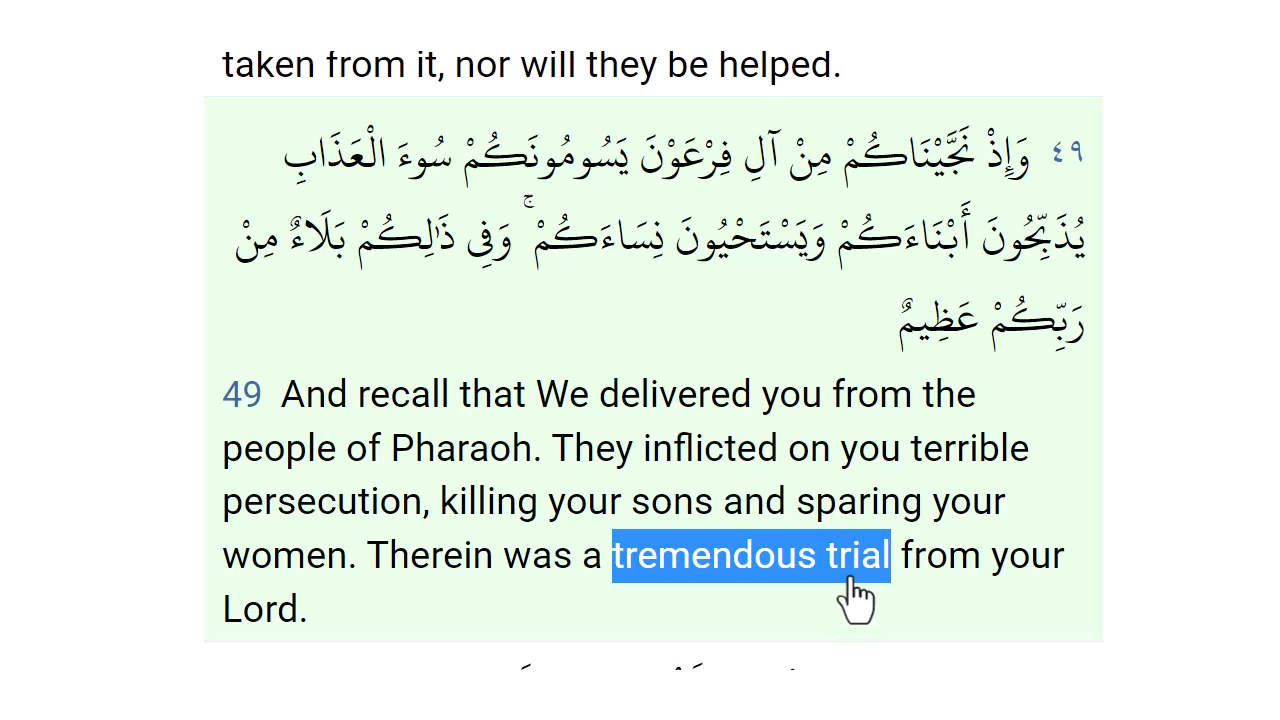 taken from it, nor will they be helped.
٤٩ وَإِذْ نَجَّيْنَاكُمْ مِنْ آلِ فِرْعَوْنَ يَسُومُونَكُمْ سُوءَ الْعَذَابِ
يُذَبِّحُونَ أَبْنَاءَكُمْ وَيَسْتَحْيُونَ نِسَاءَكُمْ ۚ وَفِي ذَٰلِكُمْ بَلَاءٌ مِنْ
رَبِّكُمْ عَظِيمٌ
49 And recall that We delivered you from the
people of Pharaoh. They inflicted on you terrible
persecution, killing your sons and sparing your
women. Therein was a tremendous trial from your
Lord.